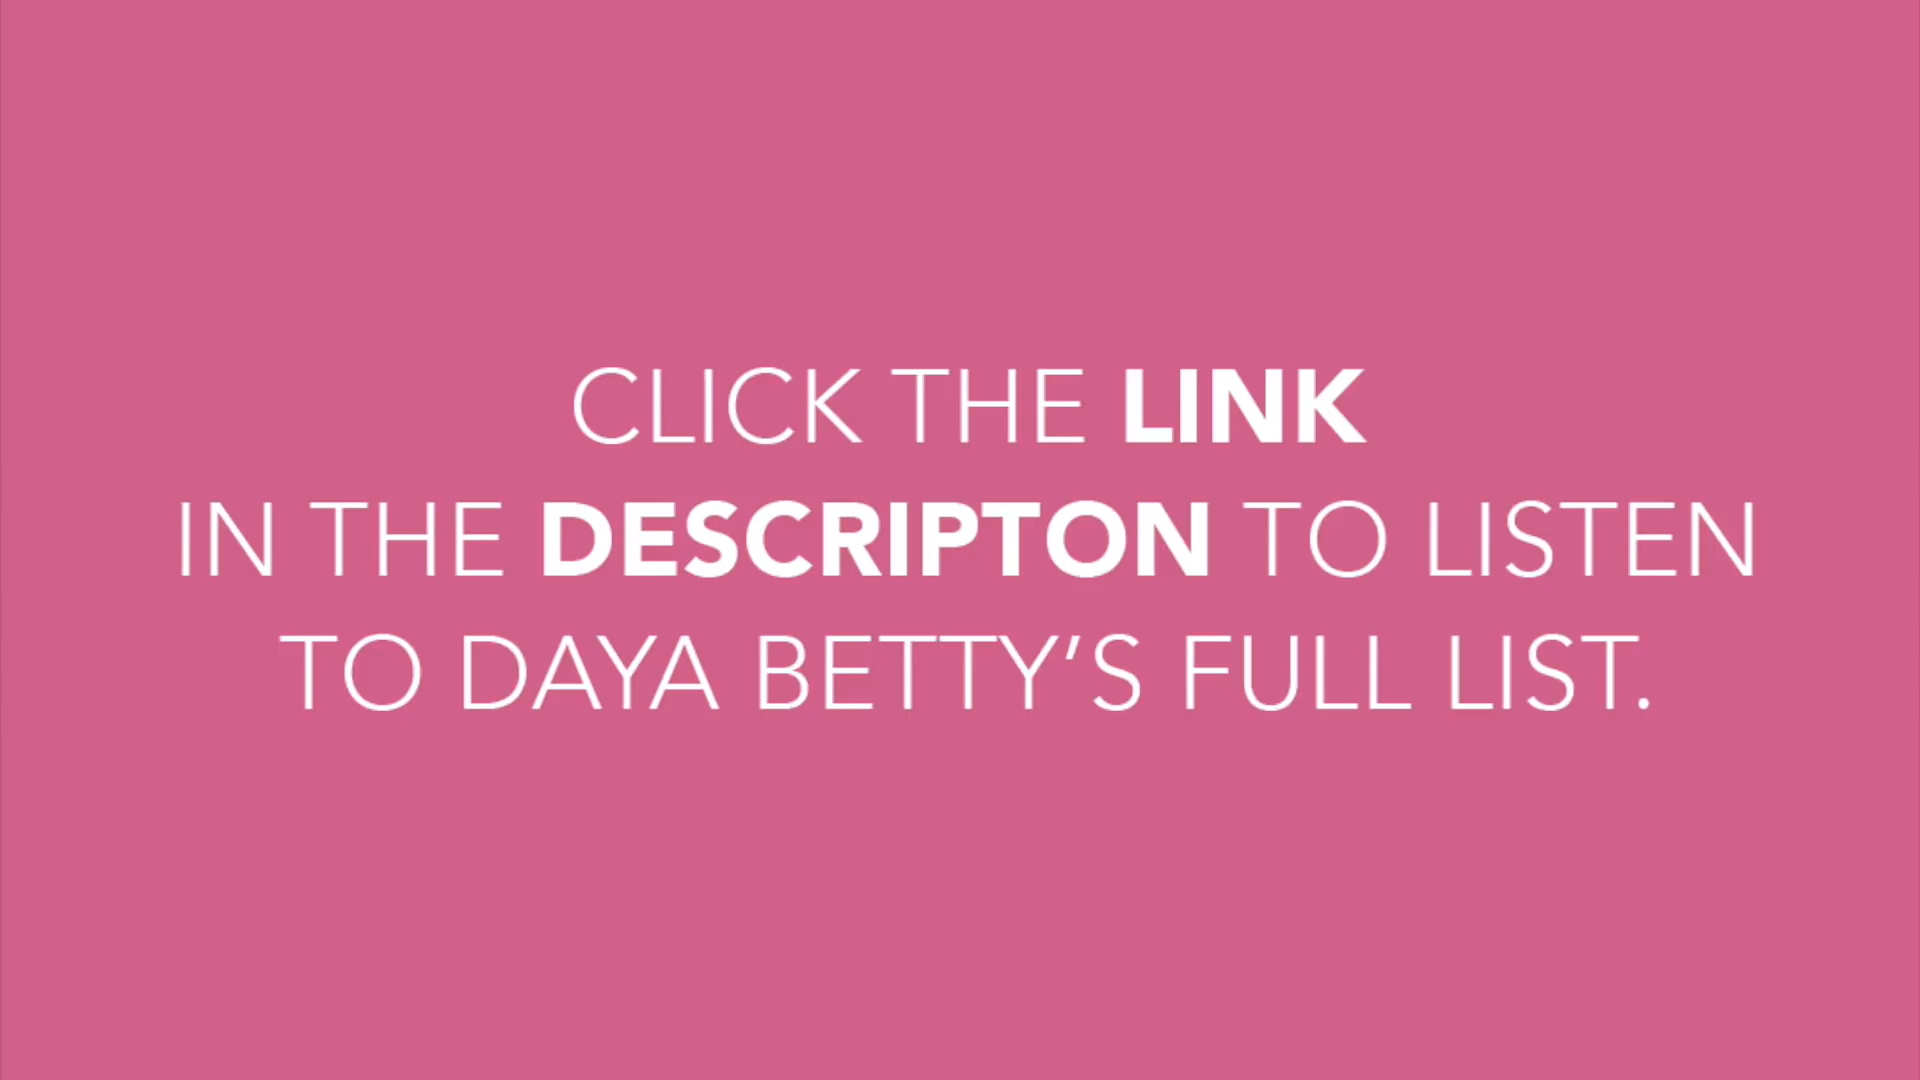 CLICK THE LINK
IN THE DESCRIPTON TO LISTEN
TO DAYA BETTY’S FULL LIST.